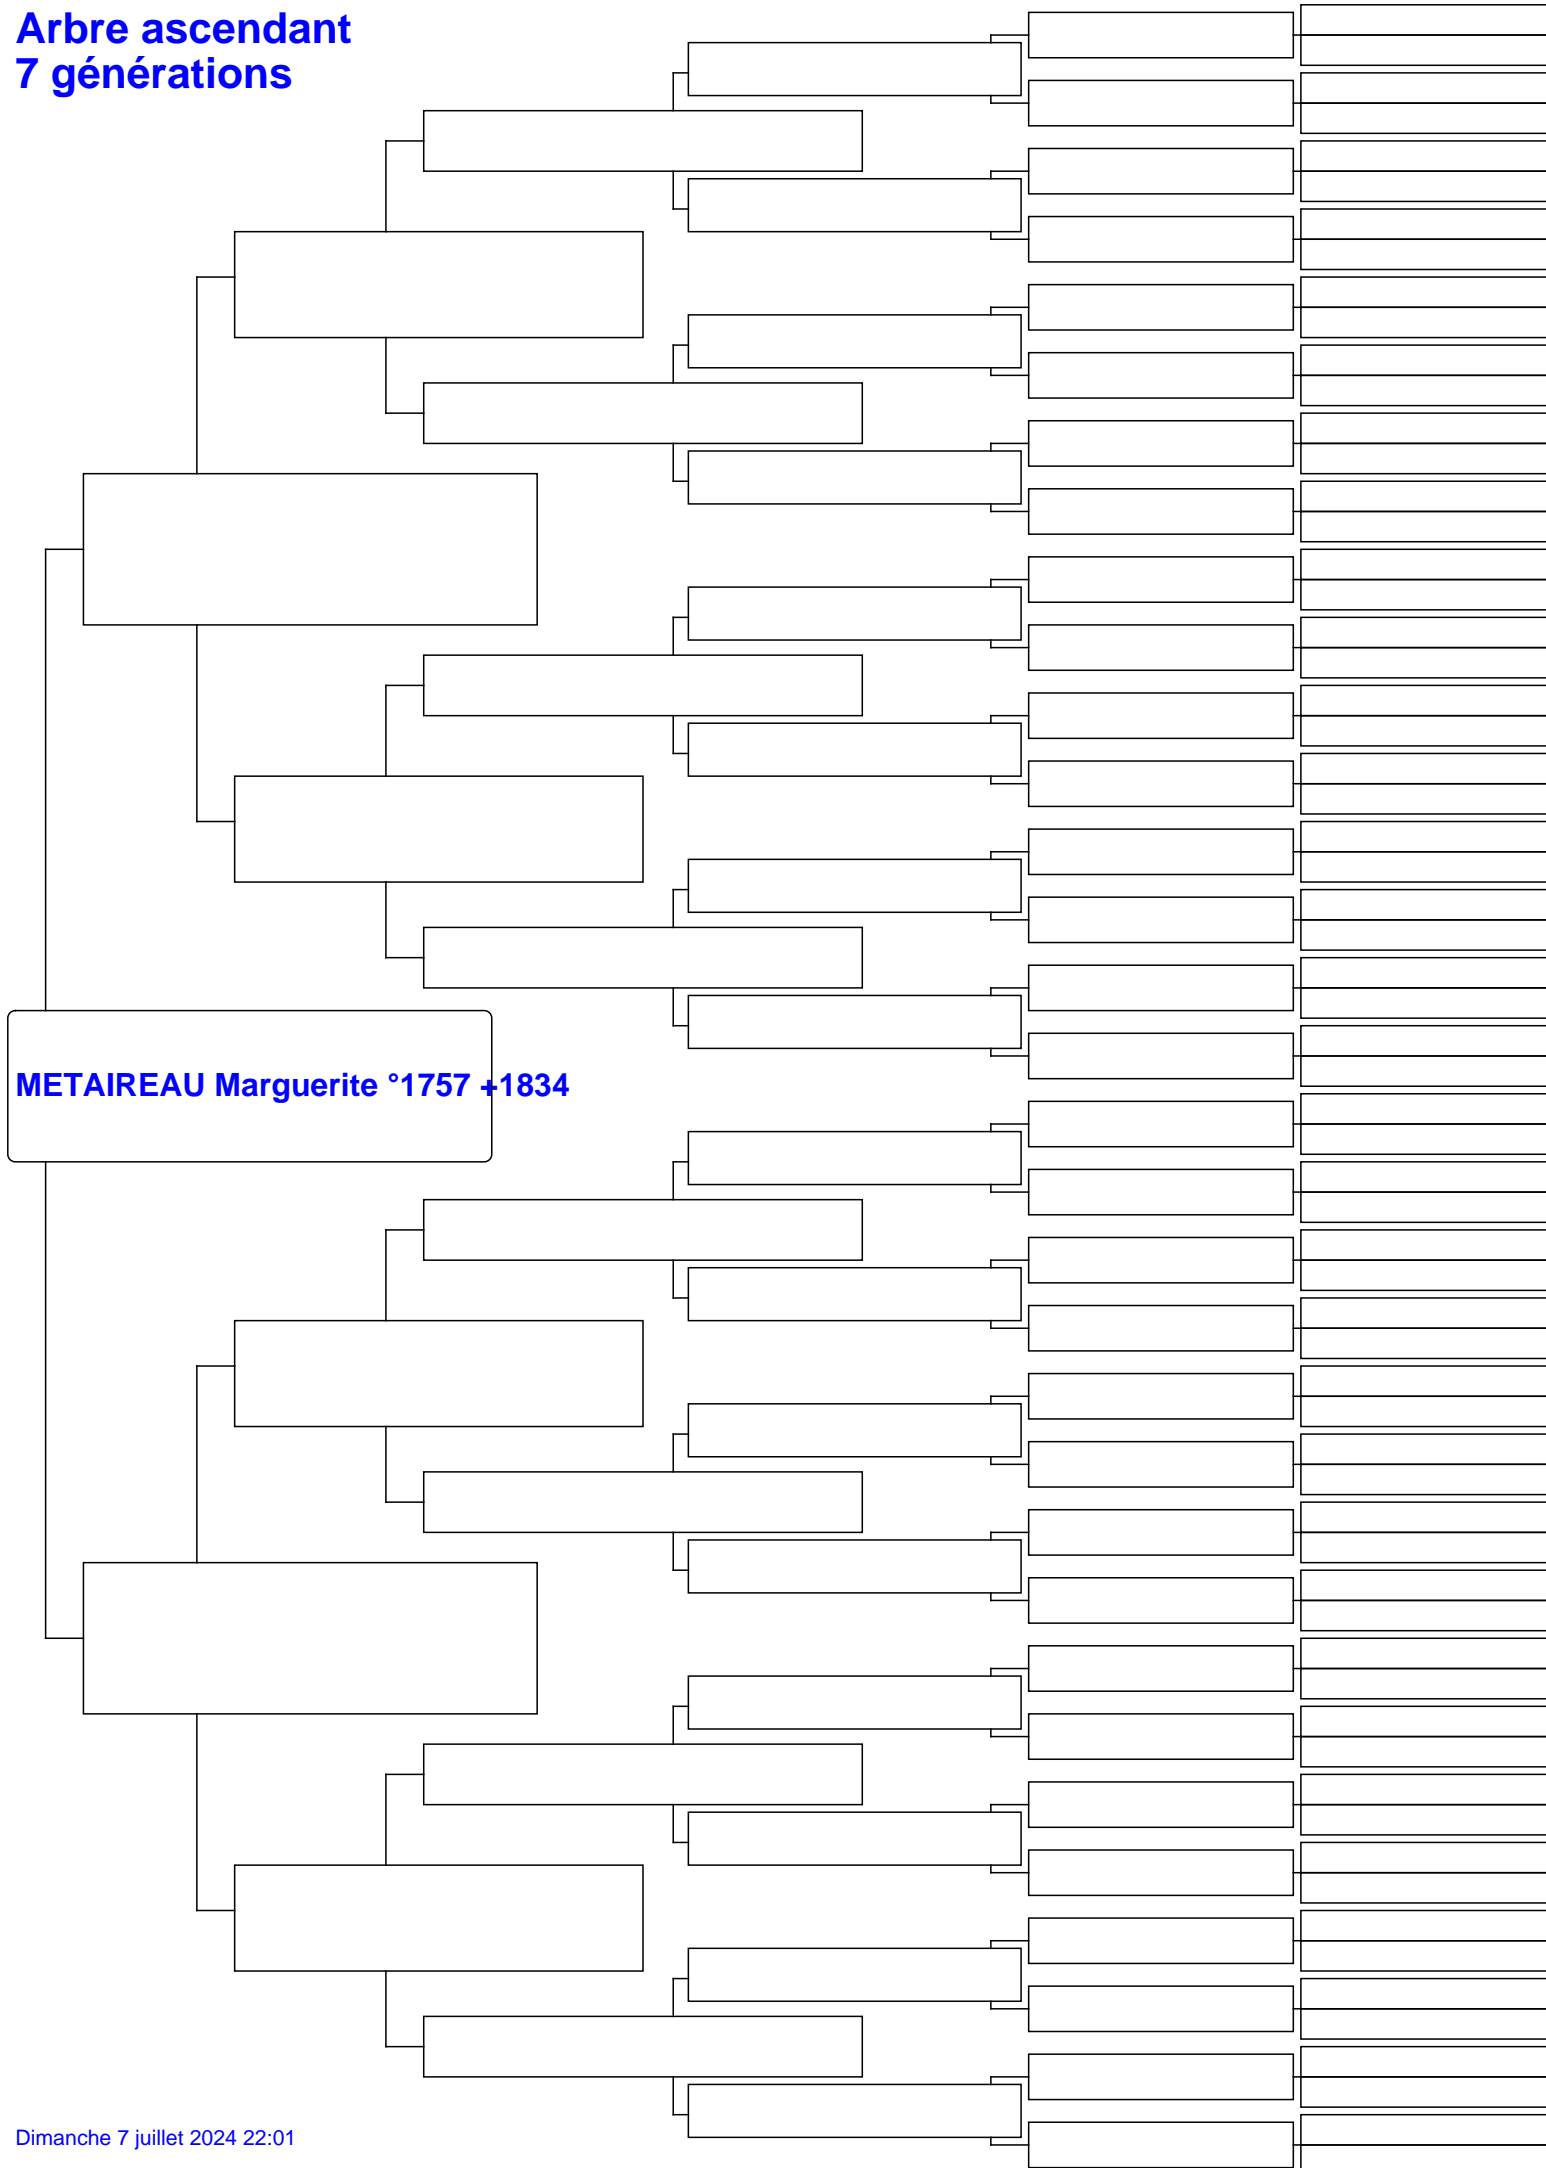 Arbre ascendant
7 générations
METAIREAU Marguerite °1757 +1834
Dimanche 7 juillet 2024 22:01